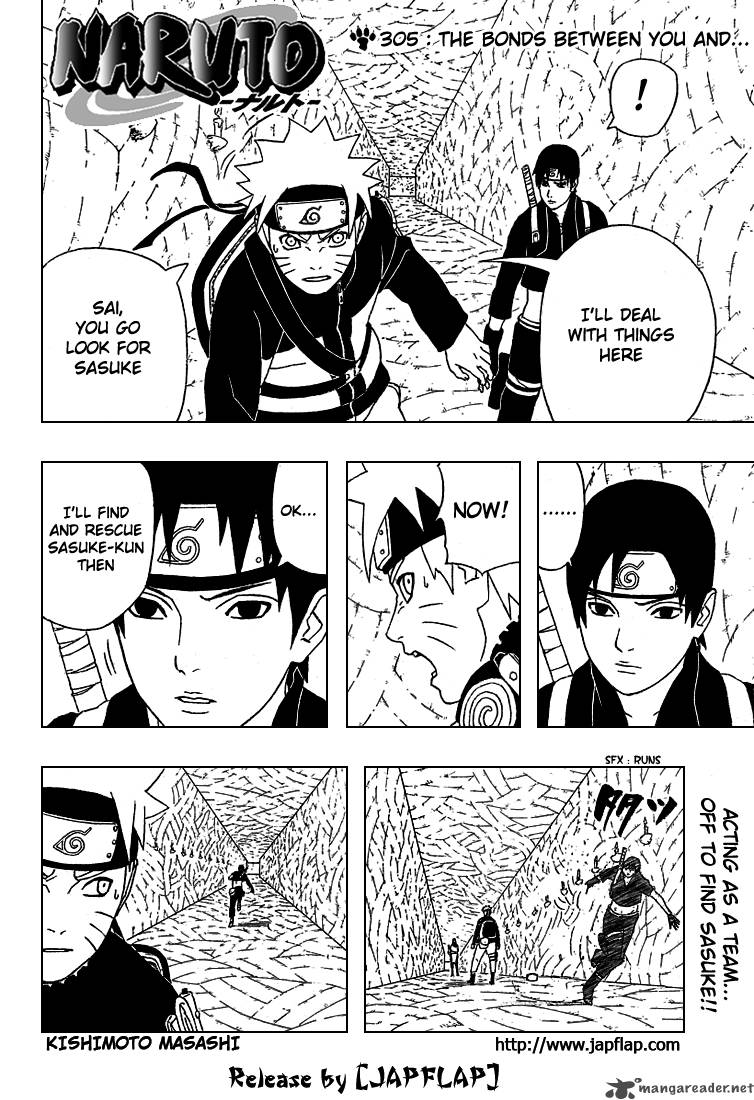 NARUTO
-ナルト-
305 : THE BONDS BETWEEN YOU AND...
!
I'LL DEAL
WITH THINGS
HERE
SAI,
YOU GO
LOOK FOR
SASUKE
......
NOW!
OK...
I'LL FIND
AND RESCUE
SASUKE-KUN
THEN
SFX : RUNS
ACTING AS A TEAM...
OFF TO FIND SASUKE!!
KISHIMOTO MASASHI
http://www.japflap.com
Release by [JAPFLAP]
mangareader.net